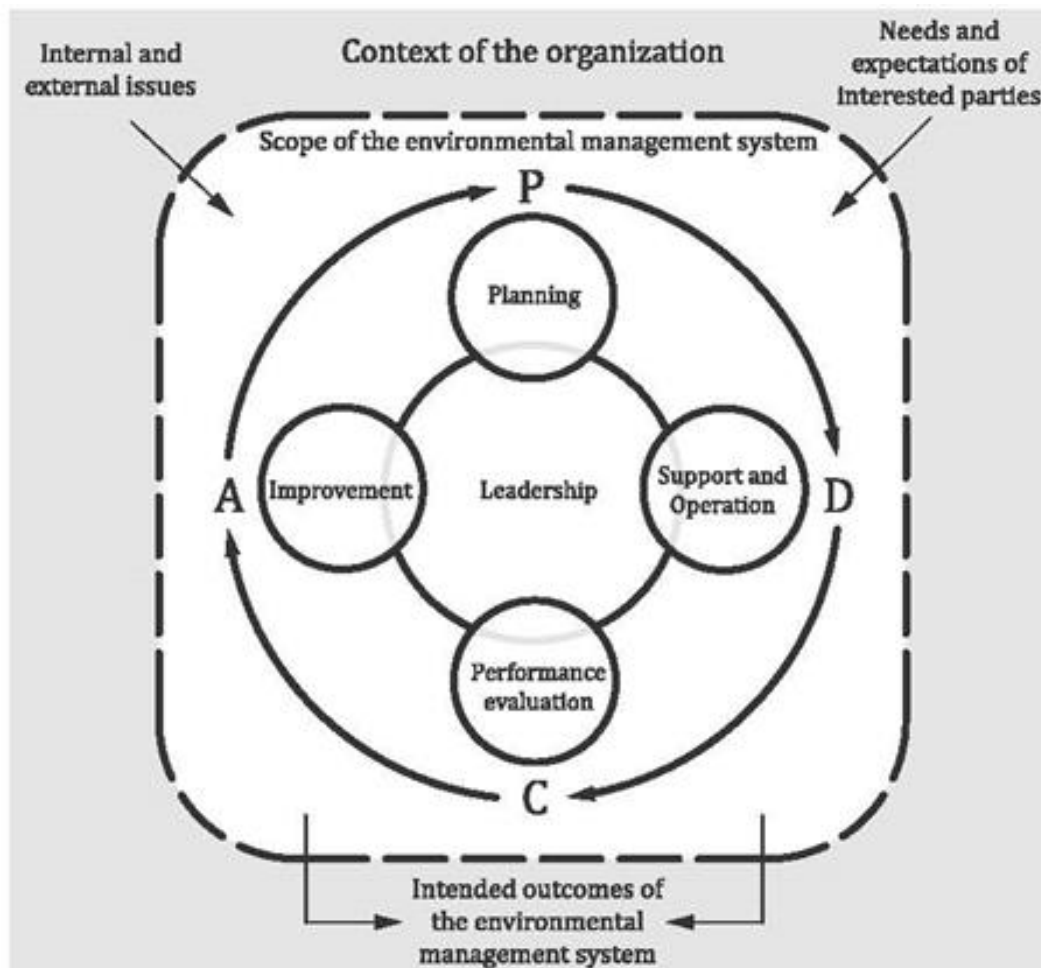 Context of the organization
Internal and
external issues
Needs and
expectations of
interested parties
Scope of the environmental management system
P
Planning
A
Improvement
Leadership
Support and
Operation
D
Performance
evaluation
C
Intended outcomes of
the environmental
management system